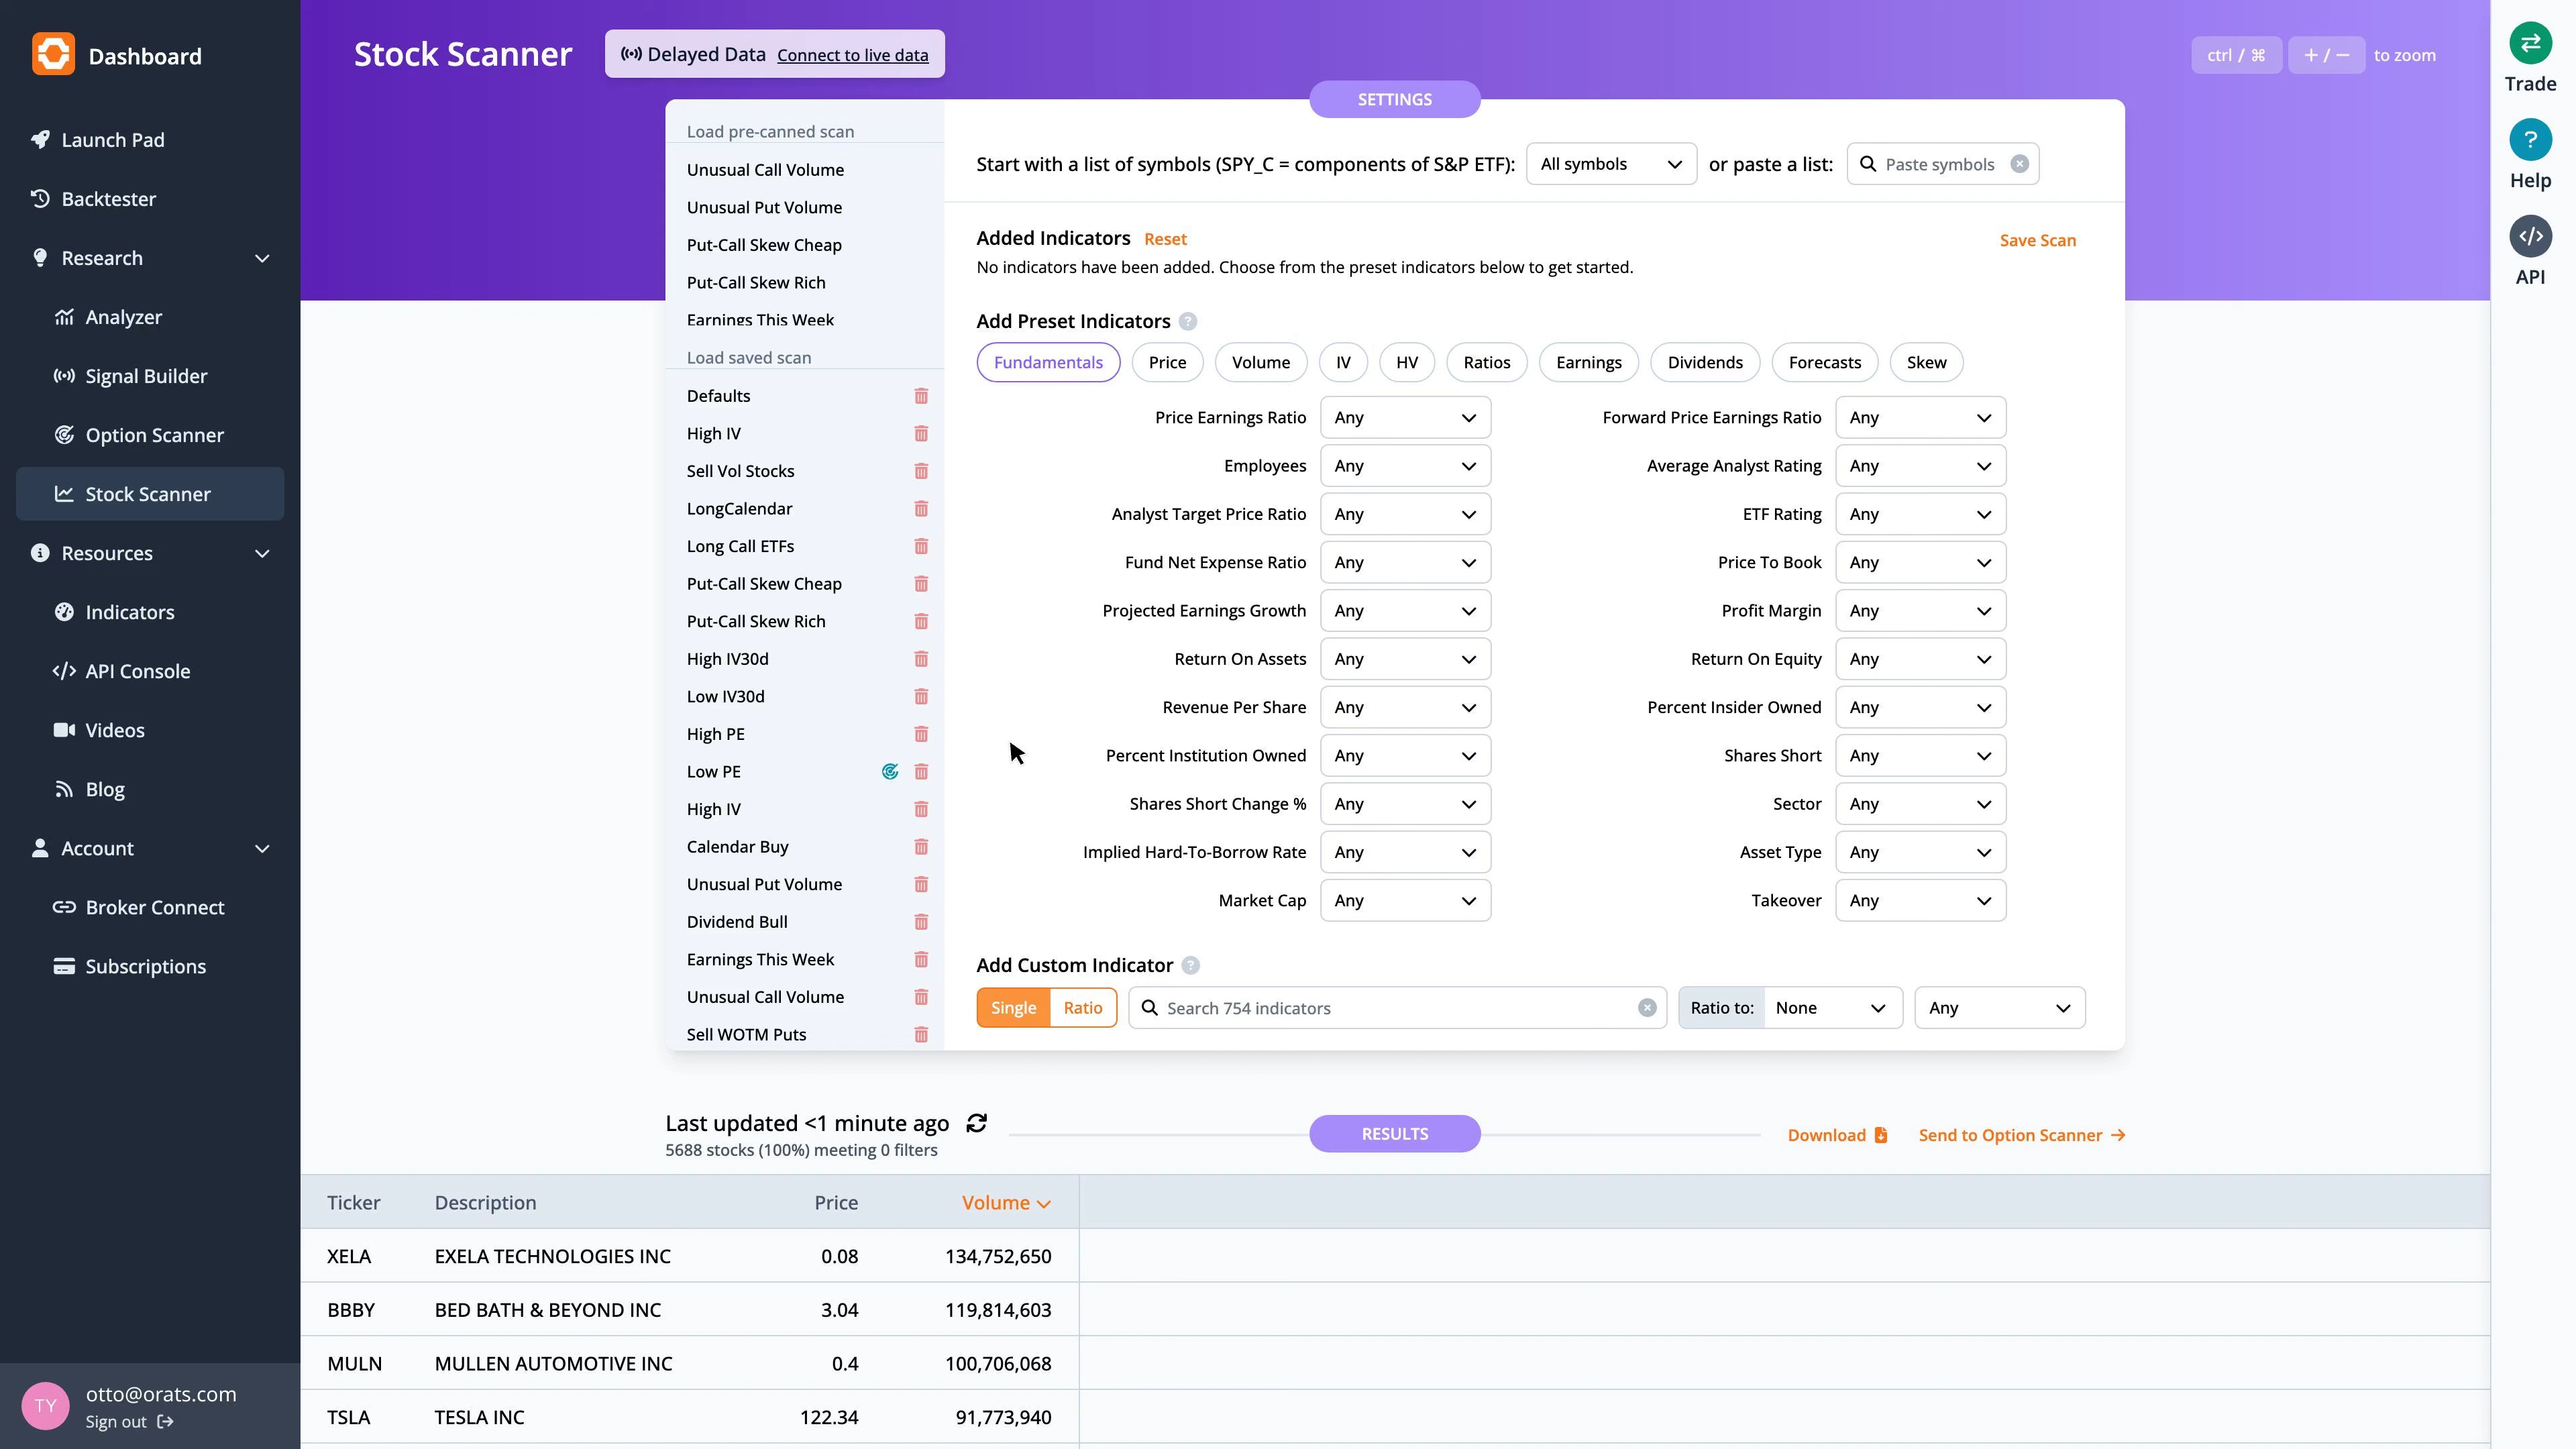 Dashboard
Launch Pad
Backtester
Research
Analyzer
Signal Builder
Option Scanner
Stock Scanner
Resources
Indicators
API Console
Videos
Blog
Account
Broker Connect
Subscriptions
TY
otto@orats.com
Sign out
Stock Scanner
Delayed Data Connect to live data
ctrl / ⌘ + / − to zoom
Trade
? Help
</> API
SETTINGS
Load pre-canned scan
Unusual Call Volume
Unusual Put Volume
Put-Call Skew Cheap
Put-Call Skew Rich
Earnings This Week
Load saved scan
Defaults
High IV
Sell Vol Stocks
LongCalendar
Long Call ETFs
Put-Call Skew Cheap
Put-Call Skew Rich
High IV30d
Low IV30d
High PE
Low PE
High IV
Calendar Buy
Unusual Put Volume
Dividend Bull
Earnings This Week
Unusual Call Volume
Sell WOTM Puts
Start with a list of symbols (SPY_C = components of S&P ETF): All symbols or paste a list: Paste symbols
Added Indicators Reset Save Scan
No indicators have been added. Choose from the preset indicators below to get started.
Add Preset Indicators ?
Fundamentals Price Volume IV HV Ratios Earnings Dividends Forecasts Skew
Price Earnings Ratio Any Forward Price Earnings Ratio Any
Employees Any Average Analyst Rating Any
Analyst Target Price Ratio Any ETF Rating Any
Fund Net Expense Ratio Any Price To Book Any
Projected Earnings Growth Any Profit Margin Any
Return On Assets Any Return On Equity Any
Revenue Per Share Any Percent Insider Owned Any
Percent Institution Owned Any Shares Short Any
Shares Short Change % Any Sector Any
Implied Hard-To-Borrow Rate Any Asset Type Any
Market Cap Any Takeover Any
Add Custom Indicator ?
Single Ratio Search 754 indicators Ratio to: None Any
Last updated <1 minute ago
5688 stocks (100%) meeting 0 filters
RESULTS
Download Send to Option Scanner →
Ticker Description Price Volume
XELA EXELA TECHNOLOGIES INC 0.08 134,752,650
BBBY BED BATH & BEYOND INC 3.04 119,814,603
MULN MULLEN AUTOMOTIVE INC 0.4 100,706,068
TSLA TESLA INC 122.34 91,773,940